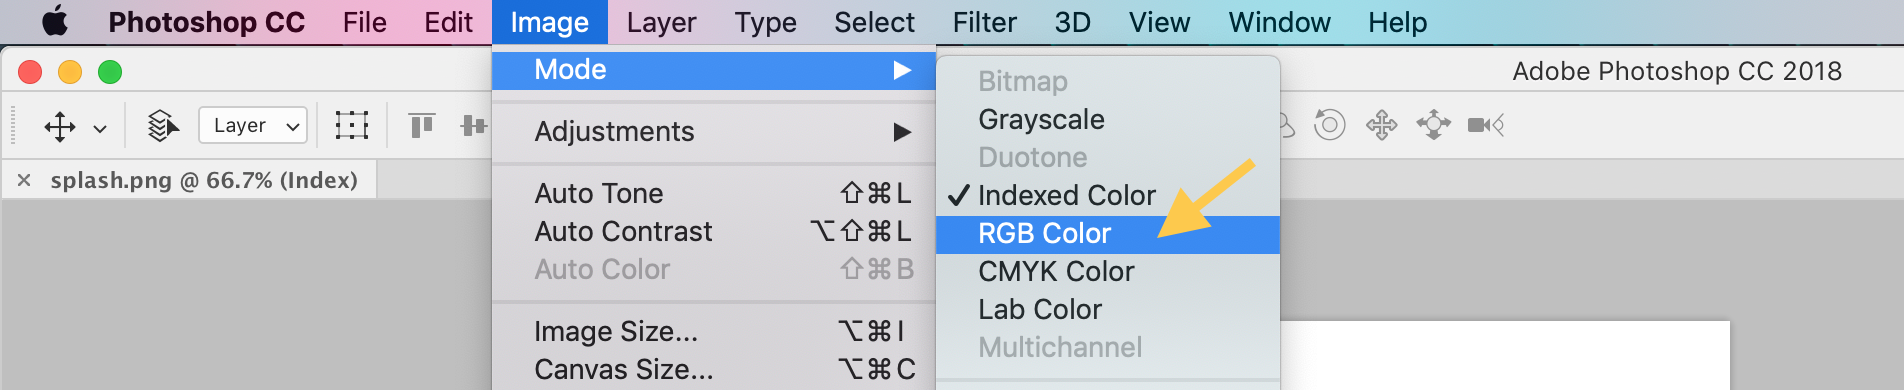 Photoshop CC File Edit Image Layer Type Select Filter 3D View Window Help
Adobe Photoshop CC 2018
Layer
splash.png @ 66.7% (Index)
Mode
Adjustments
Auto Tone ⇧⌘L
Auto Contrast ⌥⇧⌘L
Auto Color ⇧⌘B
Image Size... ⌥⌘I
Canvas Size... ⌥⌘C
Bitmap
Grayscale
Duotone
✓ Indexed Color
RGB Color
CMYK Color
Lab Color
Multichannel